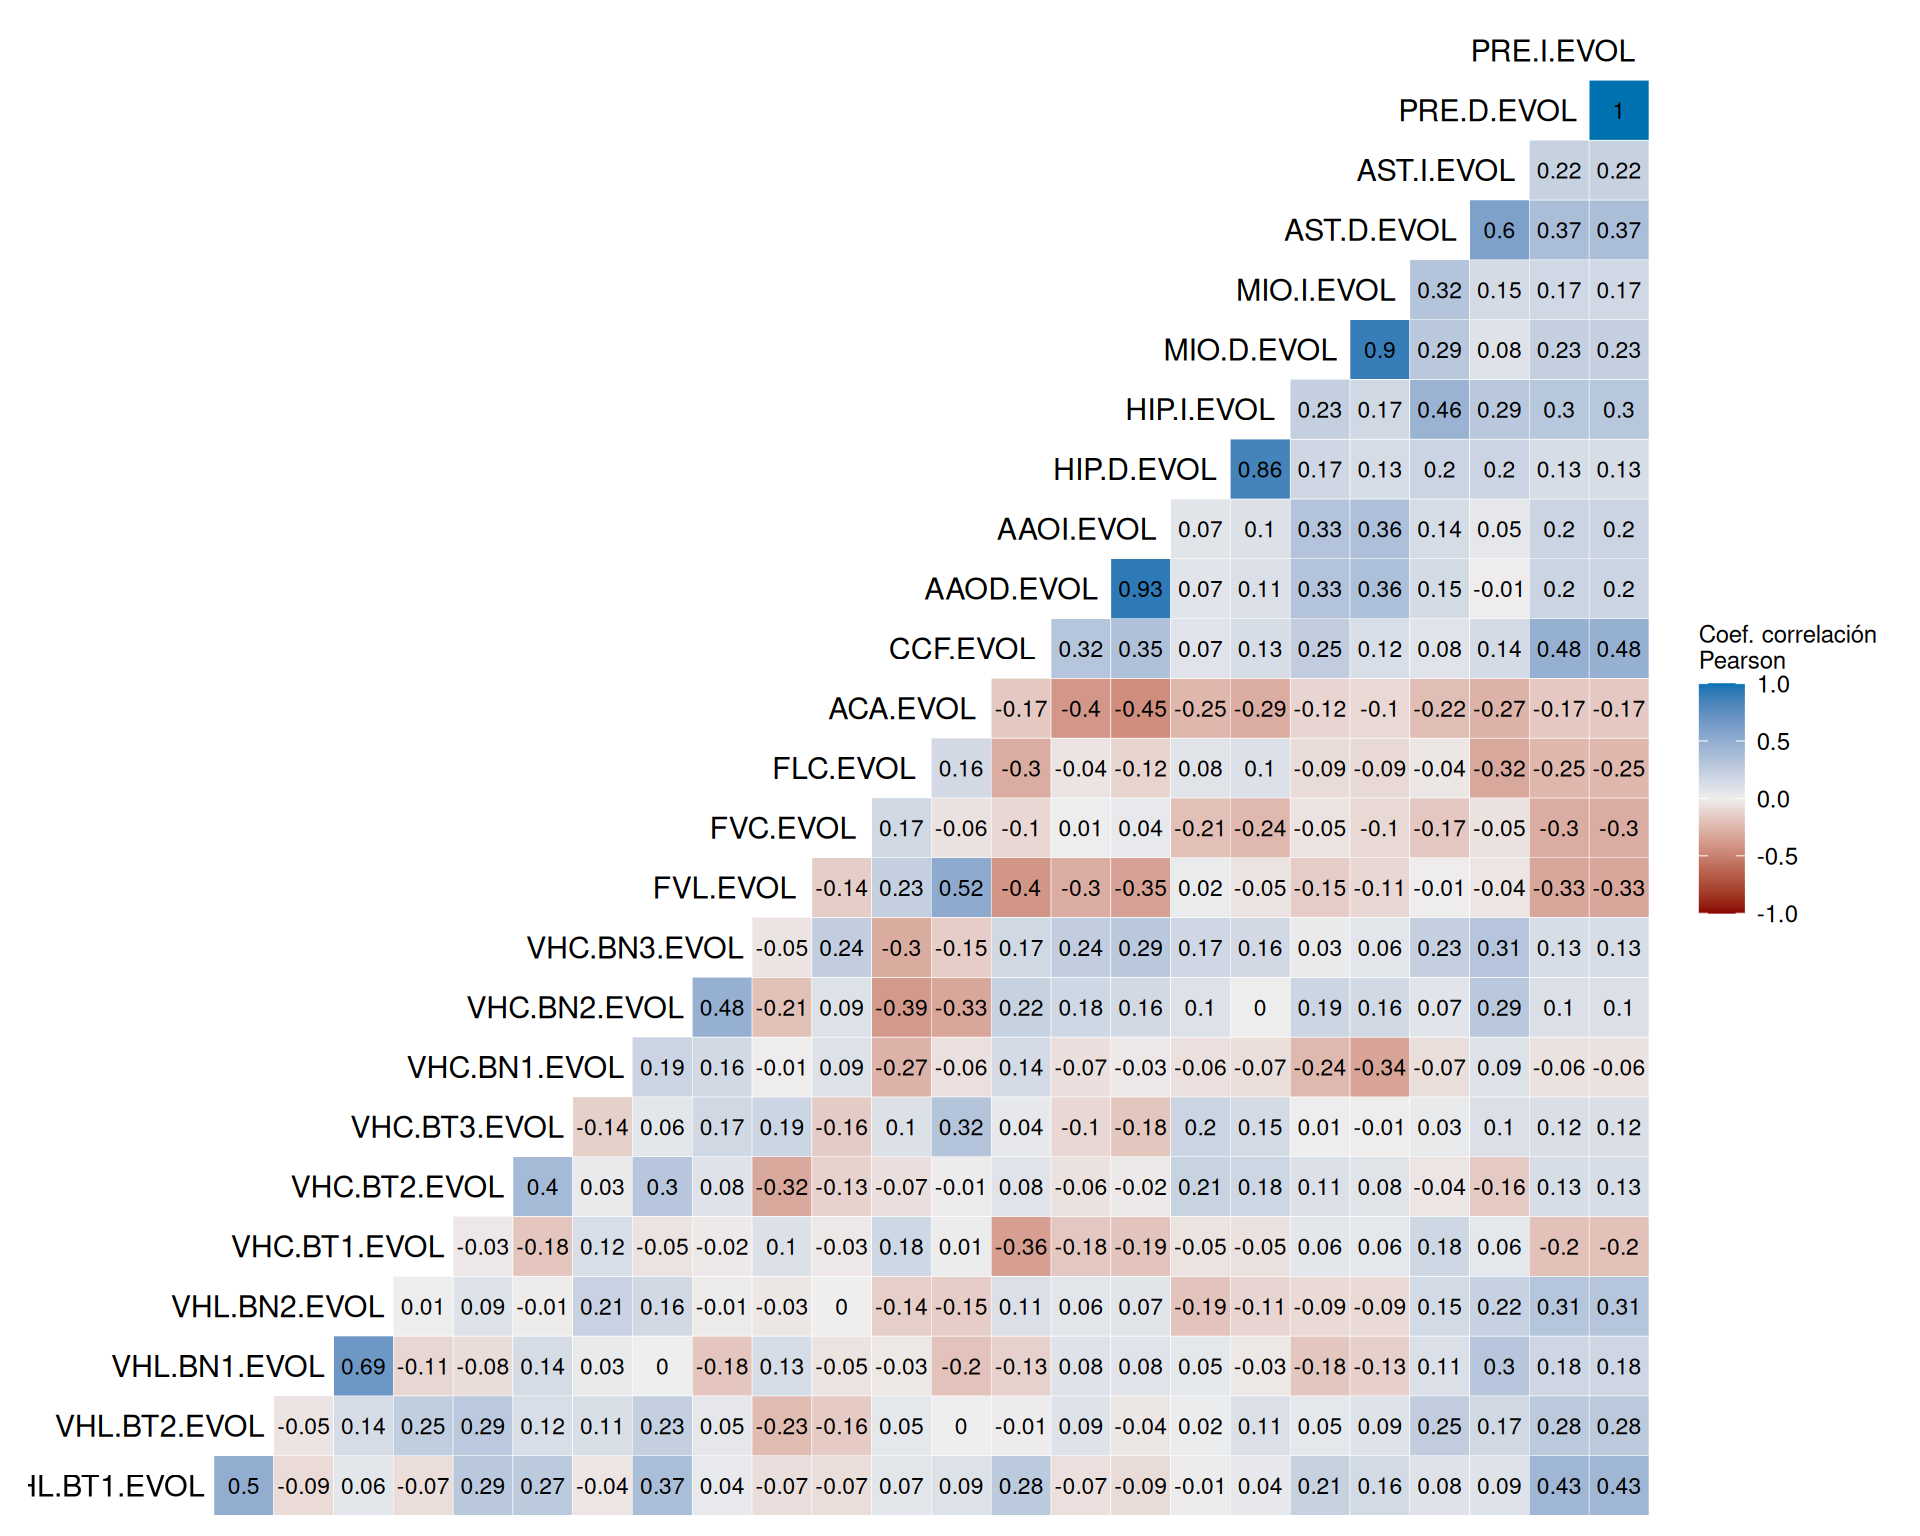 PRE.I.EVOL
PRE.D.EVOL 1
AST.I.EVOL 0.22 0.22
AST.D.EVOL 0.6 0.37 0.37
MIO.I.EVOL 0.32 0.15 0.17 0.17
MIO.D.EVOL 0.9 0.29 0.08 0.23 0.23
HIP.I.EVOL 0.23 0.17 0.46 0.29 0.3 0.3
HIP.D.EVOL 0.86 0.17 0.13 0.2 0.2 0.13 0.13
AAOI.EVOL 0.07 0.1 0.33 0.36 0.14 0.05 0.2 0.2
AAOD.EVOL 0.93 0.07 0.11 0.33 0.36 0.15 -0.01 0.2 0.2
CCF.EVOL 0.32 0.35 0.07 0.13 0.25 0.12 0.08 0.14 0.48 0.48
ACA.EVOL -0.17 -0.4 -0.45 -0.25 -0.29 -0.12 -0.1 -0.22 -0.27 -0.17 -0.17
FLC.EVOL 0.16 -0.3 -0.04 -0.12 0.08 0.1 -0.09 -0.09 -0.04 -0.32 -0.25 -0.25
FVC.EVOL 0.17 -0.06 -0.1 0.01 0.04 -0.21 -0.24 -0.05 -0.1 -0.17 -0.05 -0.3 -0.3
FVL.EVOL -0.14 0.23 0.52 -0.4 -0.3 -0.35 0.02 -0.05 -0.15 -0.11 -0.01 -0.04 -0.33 -0.33
VHC.BN3.EVOL -0.05 0.24 -0.3 -0.15 0.17 0.24 0.29 0.17 0.16 0.03 0.06 0.23 0.31 0.13 0.13
VHC.BN2.EVOL 0.48 -0.21 0.09 -0.39 -0.33 0.22 0.18 0.16 0.1 0 0.19 0.16 0.07 0.29 0.1 0.1
VHC.BN1.EVOL 0.19 0.16 -0.01 0.09 -0.27 -0.06 0.14 -0.07 -0.03 -0.06 -0.07 -0.24 -0.34 -0.07 0.09 -0.06 -0.06
VHC.BT3.EVOL -0.14 0.06 0.17 0.19 -0.16 0.1 0.32 0.04 -0.1 -0.18 0.2 0.15 0.01 -0.01 0.03 0.1 0.12 0.12
VHC.BT2.EVOL 0.4 0.03 0.3 0.08 -0.32 -0.13 -0.07 -0.01 0.08 -0.06 -0.02 0.21 0.18 0.11 0.08 -0.04 -0.16 0.13 0.13
VHC.BT1.EVOL -0.03 -0.18 0.12 -0.05 -0.02 0.1 -0.03 0.18 0.01 -0.36 -0.18 -0.19 -0.05 -0.05 0.06 0.06 0.18 0.06 -0.2 -0.2
VHL.BN2.EVOL 0.01 0.09 -0.01 0.21 0.16 -0.01 -0.03 0 -0.14 -0.15 0.11 0.06 0.07 -0.19 -0.11 -0.09 -0.09 0.15 0.22 0.31 0.31
VHL.BN1.EVOL 0.69 -0.11 -0.08 0.14 0.03 0 -0.18 0.13 -0.05 -0.03 -0.2 -0.13 0.08 0.08 0.05 -0.03 -0.18 -0.13 0.11 0.3 0.18 0.18
VHL.BT2.EVOL -0.05 0.14 0.25 0.29 0.12 0.11 0.23 0.05 -0.23 -0.16 0.05 0 -0.01 0.09 -0.04 0.02 0.11 0.05 0.09 0.25 0.17 0.28 0.28
HL.BT1.EVOL 0.5 -0.09 0.06 -0.07 0.29 0.27 -0.04 0.37 0.04 -0.07 -0.07 0.07 0.09 0.28 -0.07 -0.09 -0.01 0.04 0.21 0.16 0.08 0.09 0.43 0.43
Coef. correlación
Pearson
1.0
0.5
0.0
-0.5
-1.0